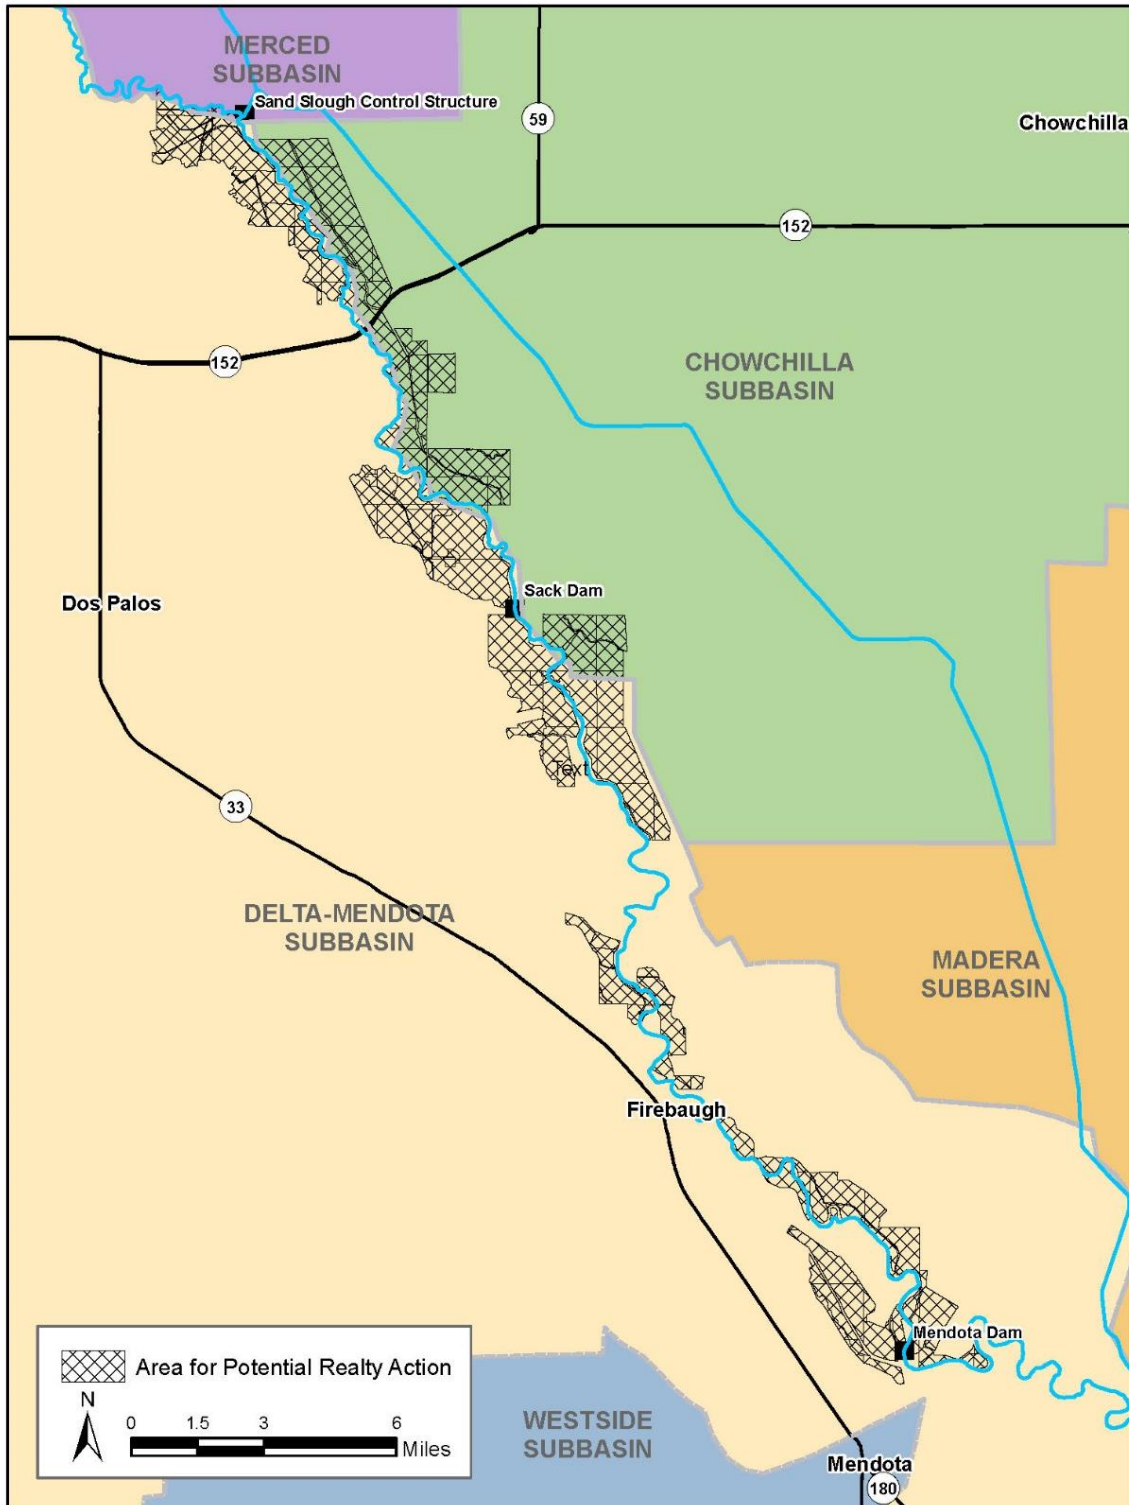 MERCED
SUBBASIN
Sand Slough Control Structure
59
Chowchilla
152
CHOWCHILLA
SUBBASIN
152
Sack Dam
Dos Palos
Text
33
DELTA-MENDOTA
SUBBASIN
MADERA
SUBBASIN
Firebaugh
Mendota Dam
Area for Potential Realty Action
N
0 1.5 3 6
Miles
WESTSIDE
SUBBASIN
Mendota
180